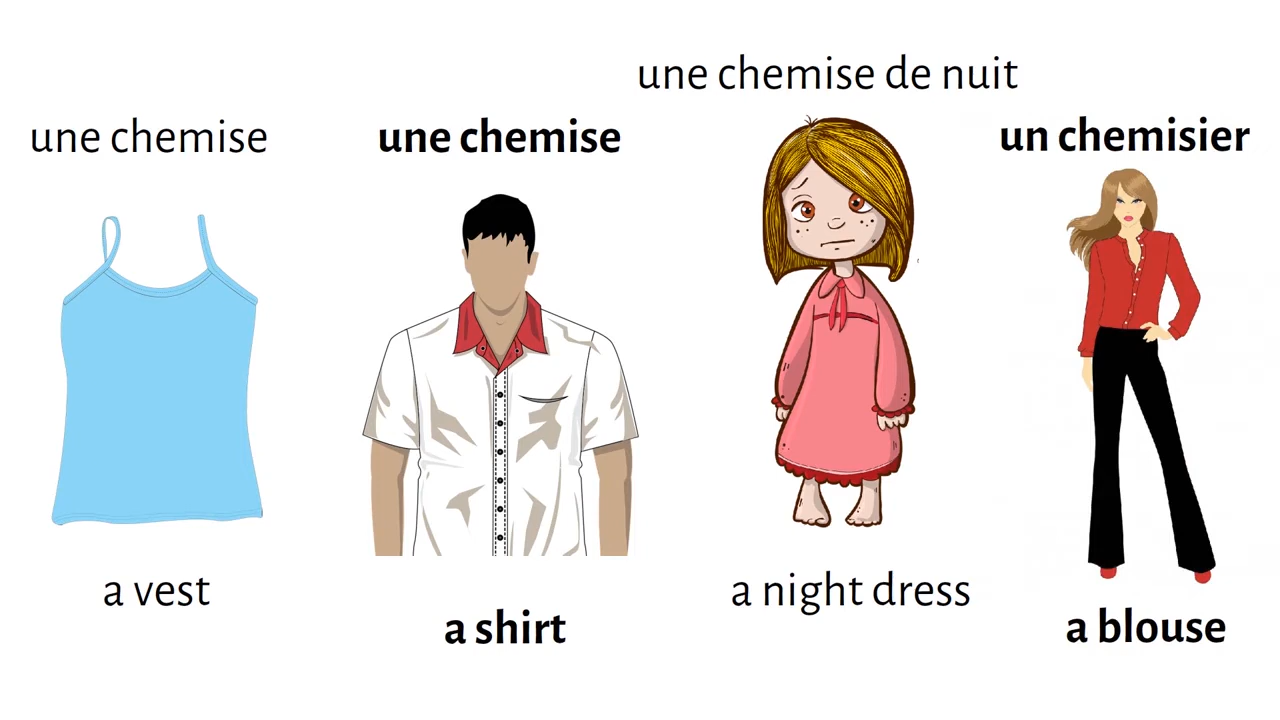 une chemise
a vest
une chemise
a shirt
une chemise de nuit
a night dress
un chemisier
a blouse